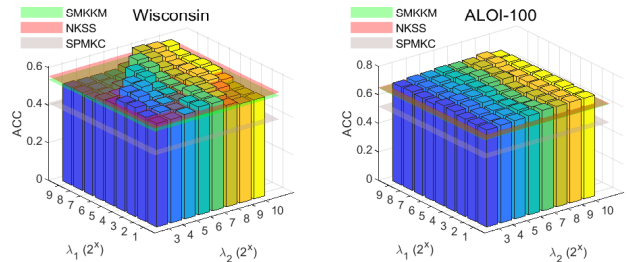 SMKKM
NKSS
SPMKC
Wisconsin
ACC
0.6
0.4
0.2
0
9 8 7 6 5 4 3 2 1
3 4 5 6 7 8 9 10
λ1 (2^x)
λ2 (2^x)
SMKKM
NKSS
SPMKC
ALOI-100
ACC
0.8
0.6
0.4
0.2
0
9 8 7 6 5 4 3 2 1
3 4 5 6 7 8 9 10
λ1 (2^x)
λ2 (2^x)